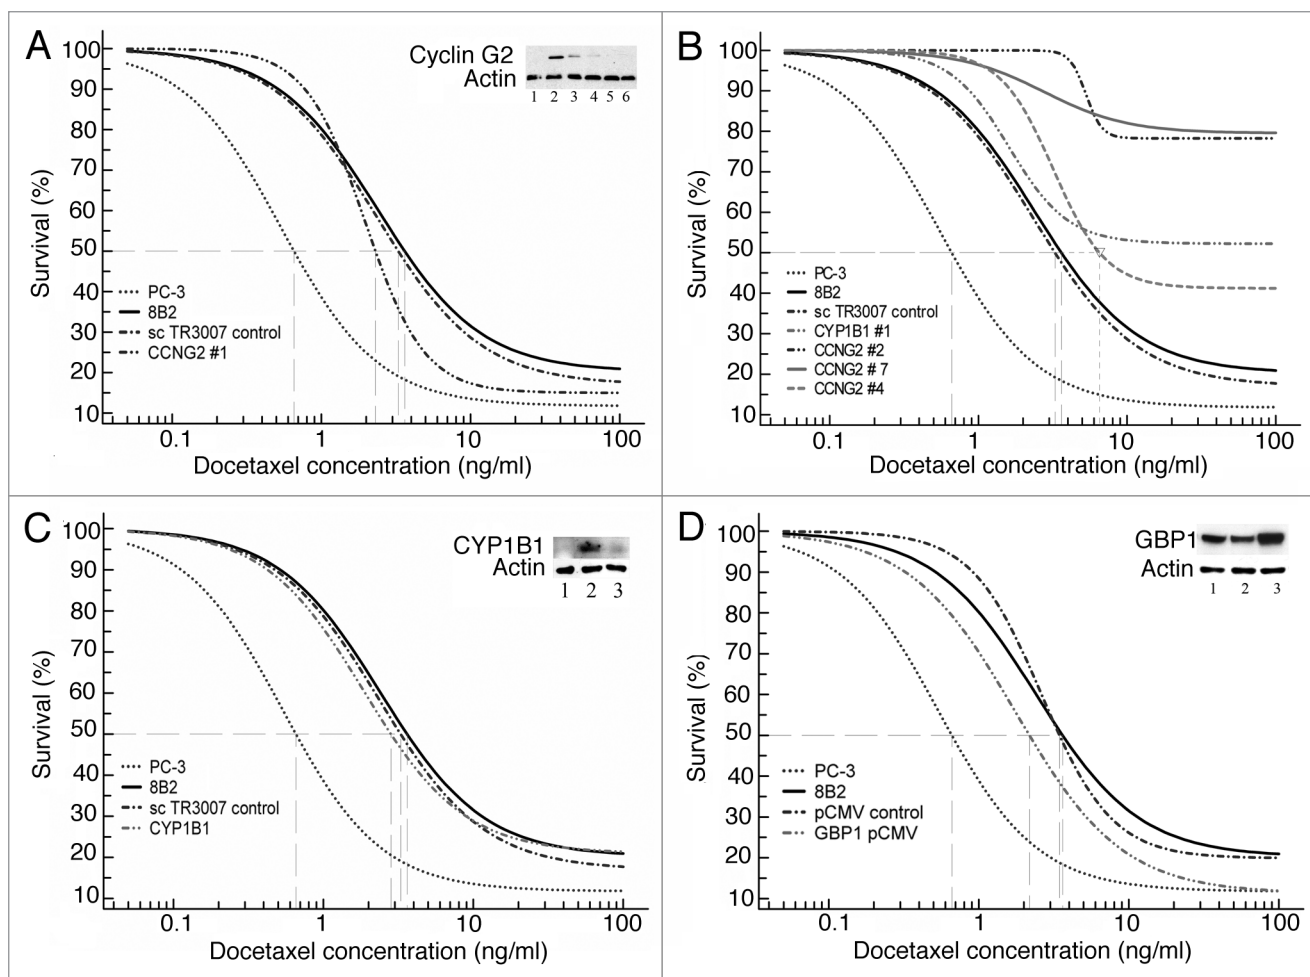 A
Cyclin G2
Actin
1 2 3 4 5 6
100
90
80
70
60
50
40
30
20
10
Survival (%)
PC-3
8B2
sc TR3007 control
CCNG2 #1
0.1 1 10 100
Docetaxel concentration (ng/ml)
B
100
90
80
70
60
50
40
30
20
10
Survival (%)
PC-3
8B2
sc TR3007 control
CYP1B1 #1
CCNG2 #2
CCNG2 # 7
CCNG2 #4
0.1 1 10 100
Docetaxel concentration (ng/ml)
C
CYP1B1
Actin
1 2 3
100
90
80
70
60
50
40
30
20
10
Survival (%)
PC-3
8B2
sc TR3007 control
CYP1B1
0.1 1 10 100
Docetaxel concentration (ng/ml)
D
GBP1
Actin
1 2 3
100
90
80
70
60
50
40
30
20
10
Survival (%)
PC-3
8B2
pCMV control
GBP1 pCMV
0.1 1 10 100
Docetaxel concentration (ng/ml)